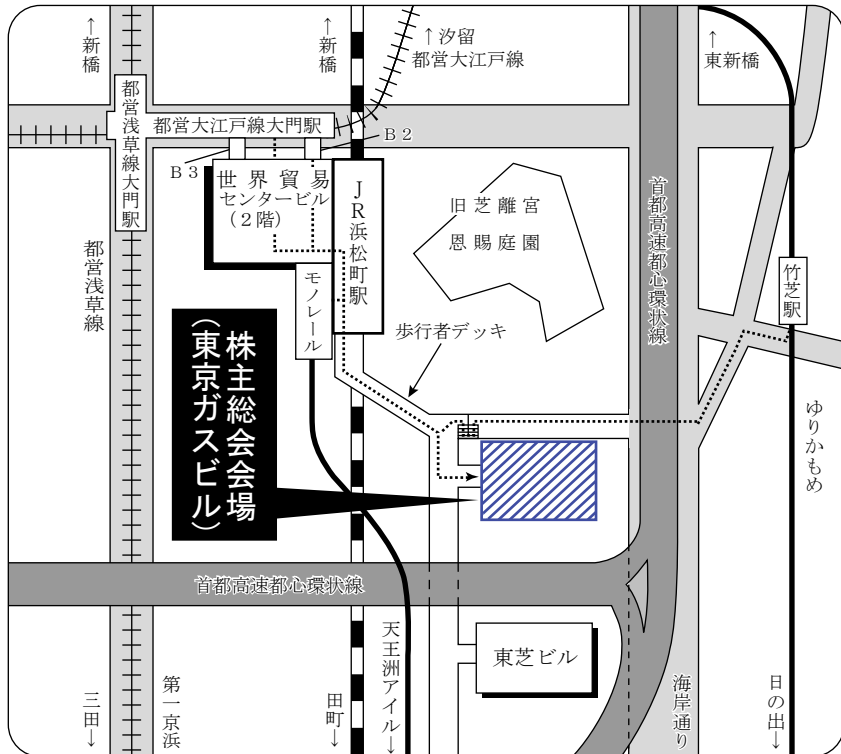 ↑新橋
↑新橋
↑汐留
都営大江戸線
↑東新橋
都営浅草線大門駅
都営大江戸線大門駅
B2
B3
世界貿易
センタービル
(2階)
JR浜松町駅
旧芝離宮
恩賜庭園
首都高速都心環状線
竹芝駅
都営浅草線
モノレール
歩行者デッキ
株主総会会場
(東京ガスビル)
ゆりかもめ
首都高速都心環状線
東芝ビル
三田↓
第一京浜
田町↓
天王洲アイル↓
海岸通り
日の出↓